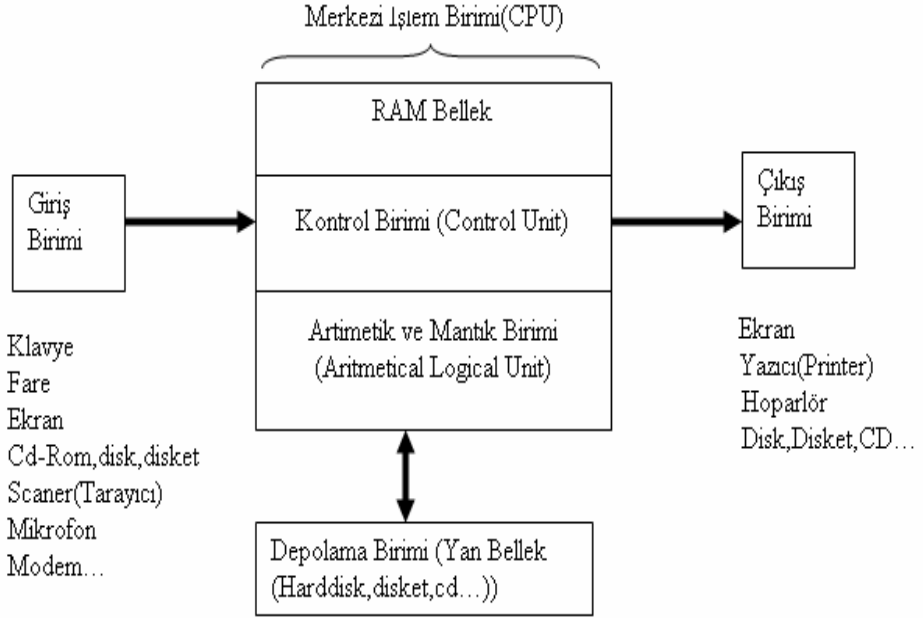 Merkezi İşlem Birimi(CPU)
RAM Bellek
Giriş
Birimi
Kontrol Birimi (Control Unit)
Çıkış
Birimi
Artimetik ve Mantık Birimi
(Aritmetical Logical Unit)
Klavye
Fare
Ekran
Cd-Rom,disk,disket
Scaner(Tarayıcı)
Mikrofon
Modem...
Ekran
Yazıcı(Printer)
Hoparlör
Disk,Disket,CD...
Depolama Birimi (Yan Bellek
(Harddisk,disket,cd...))